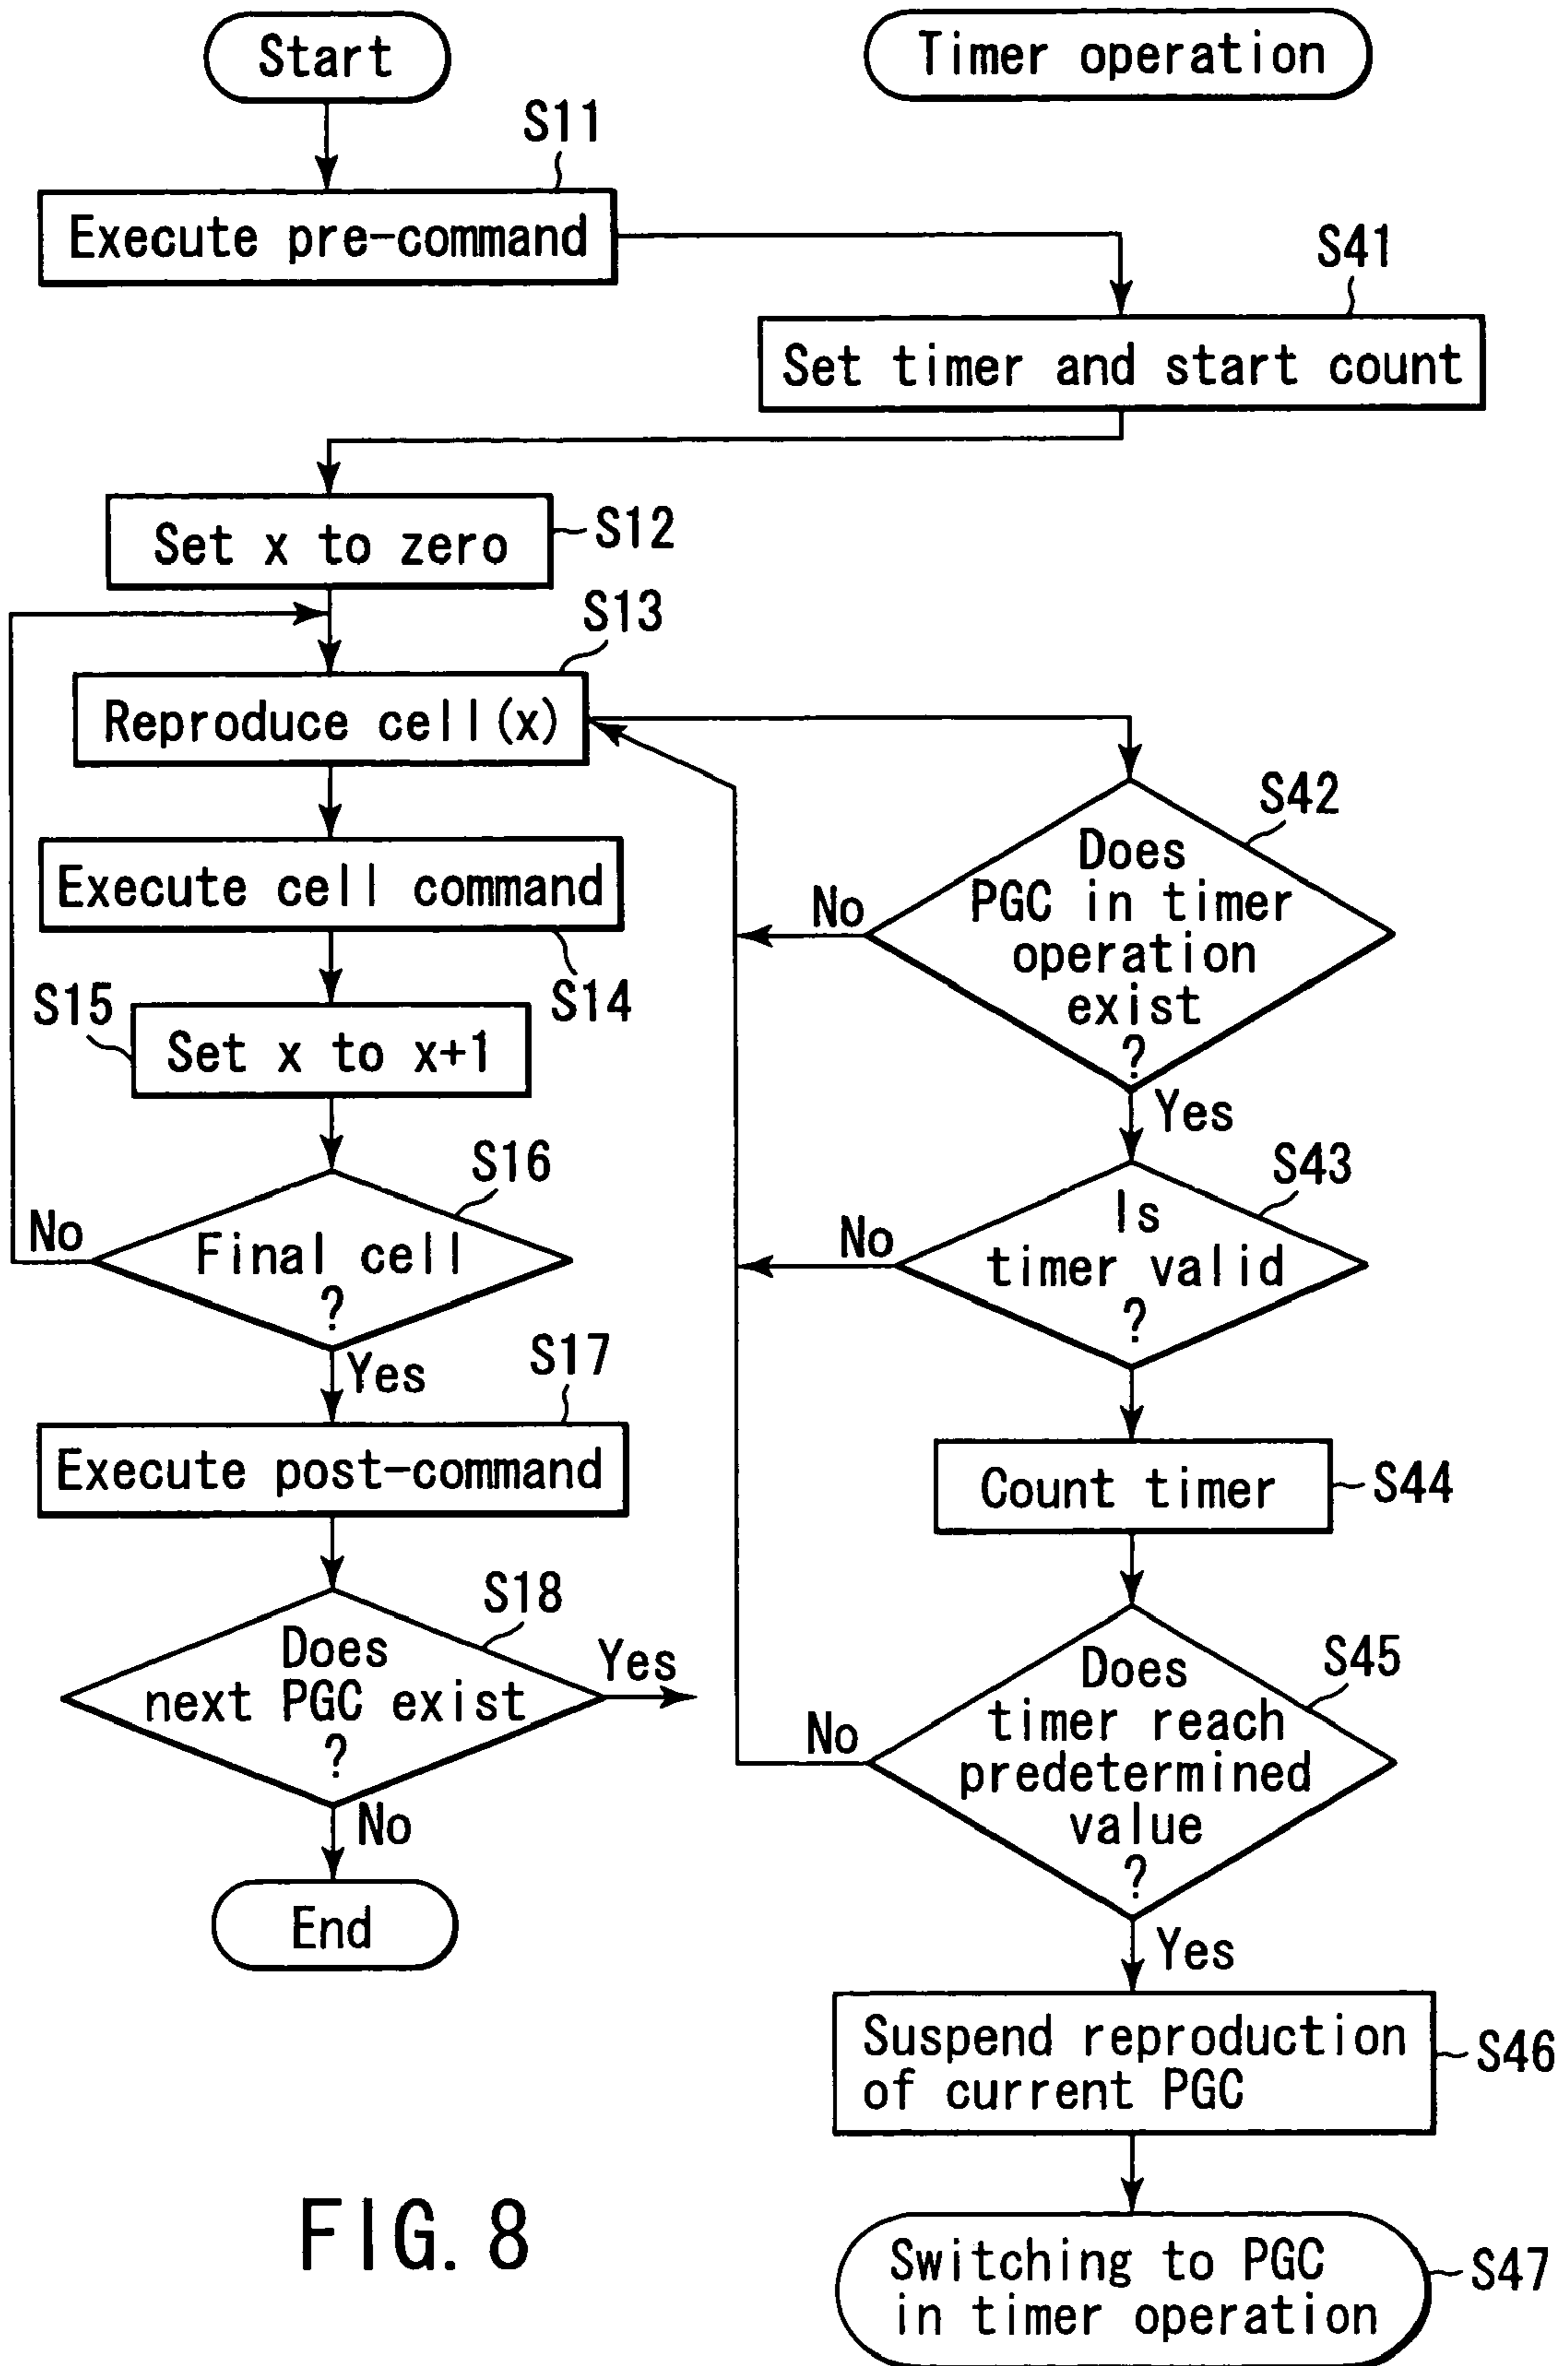 Start
Timer operation
S11
Execute pre-command
S41
Set timer and start count
Set x to zero
S12
S13
Reproduce cell(x)
S42
Does
PGC in timer
operation
exist
?
No
Yes
Execute cell command
S14
S15
Set x to x+1
S16
Final cell
?
No
Yes
S43
Is
timer valid
?
No
S17
Execute post-command
Count timer
S44
S18
Does
next PGC exist
?
Yes
No
End
S45
Does
timer reach
predetermined
value
?
No
Yes
Suspend reproduction
of current PGC
S46
Switching to PGC
in timer operation
S47
FIG. 8